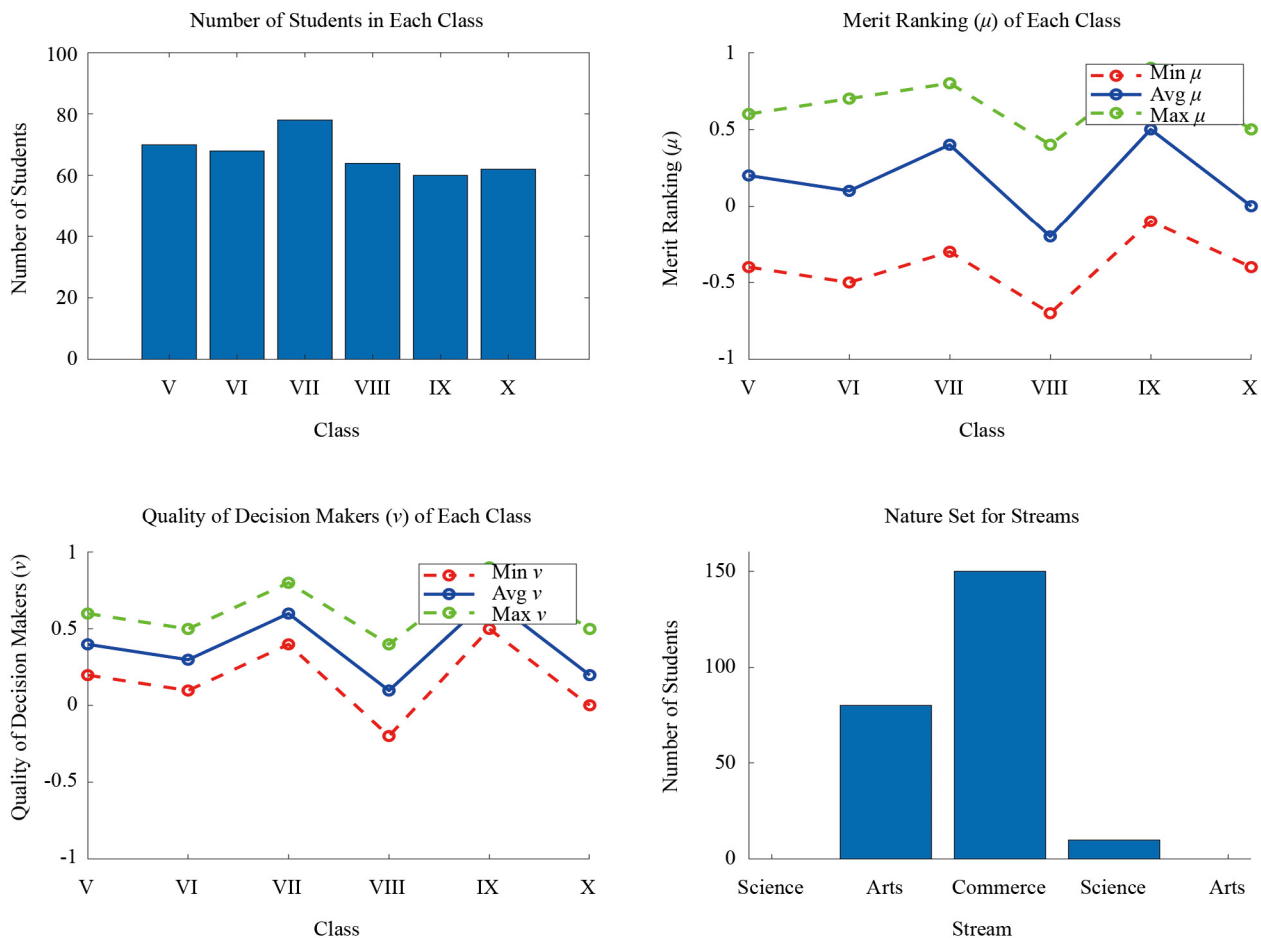 Number of Students in Each Class
100
80
60
40
20
0
Number of Students
V VI VII VIII IX X
Class
Merit Ranking (μ) of Each Class
1
0.5
0
-0.5
-1
Merit Ranking (μ)
Min μ
Avg μ
Max μ
V VI VII VIII IX X
Class
Quality of Decision Makers (v) of Each Class
1
0.5
0
-0.5
-1
Quality of Decision Makers (v)
Min v
Avg v
Max v
V VI VII VIII IX X
Class
Nature Set for Streams
150
100
50
0
Number of Students
Science Arts Commerce Science Arts
Stream